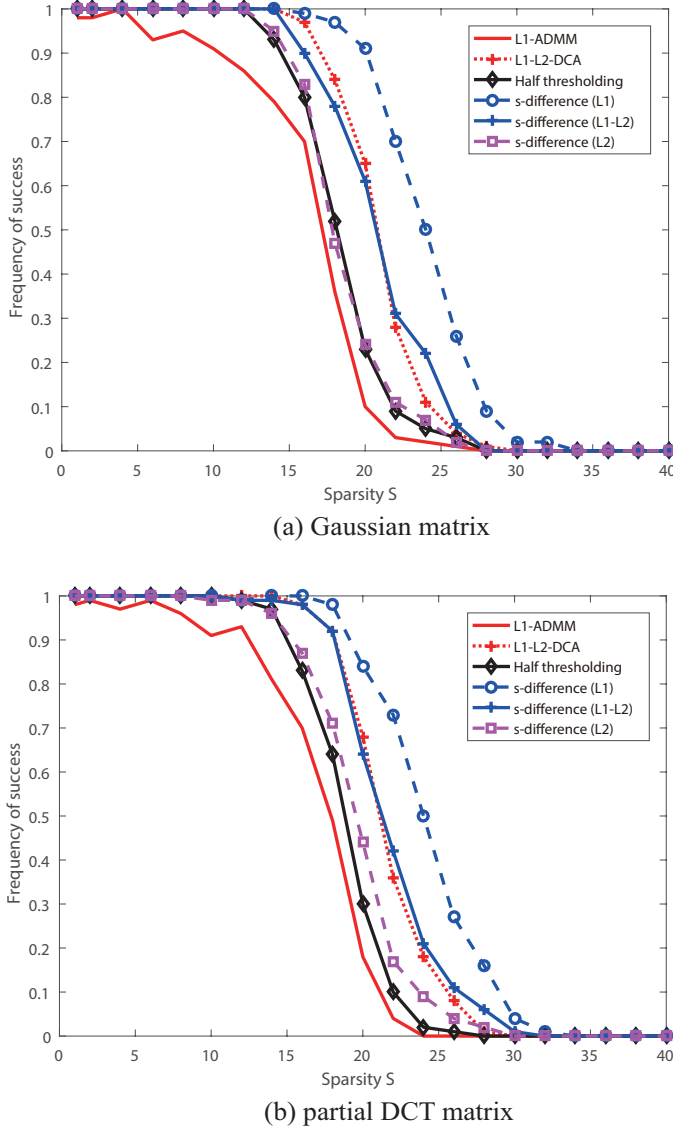 1
0.9
0.8
0.7
0.6
0.5
0.4
0.3
0.2
0.1
0
Frequency of success
L1-ADMM
L1-L2-DCA
Half thresholding
s-difference (L1)
s-difference (L1-L2)
s-difference (L2)
0 5 10 15 20 25 30 35 40
Sparsity S
(a) Gaussian matrix
1
0.9
0.8
0.7
0.6
0.5
0.4
0.3
0.2
0.1
0
Frequency of success
L1-ADMM
L1-L2-DCA
Half thresholding
s-difference (L1)
s-difference (L1-L2)
s-difference (L2)
0 5 10 15 20 25 30 35 40
Sparsity S
(b) partial DCT matrix